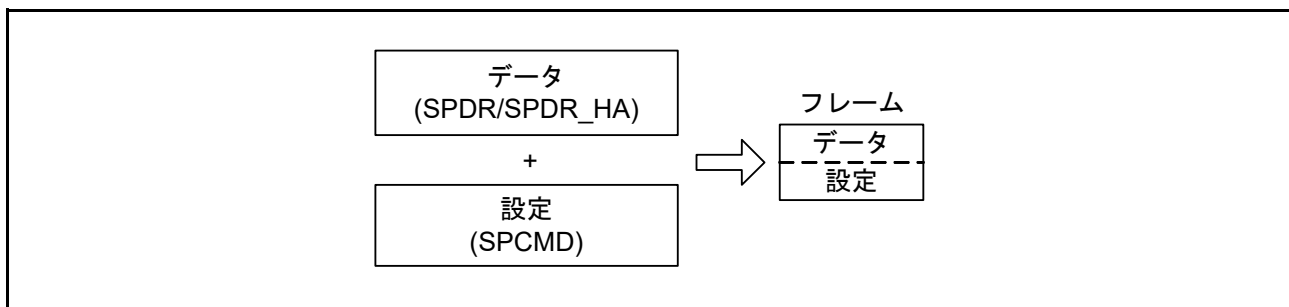 データ
(SPDR/SPDR_HA)
+
設定
(SPCMD)
フレーム
データ
設定